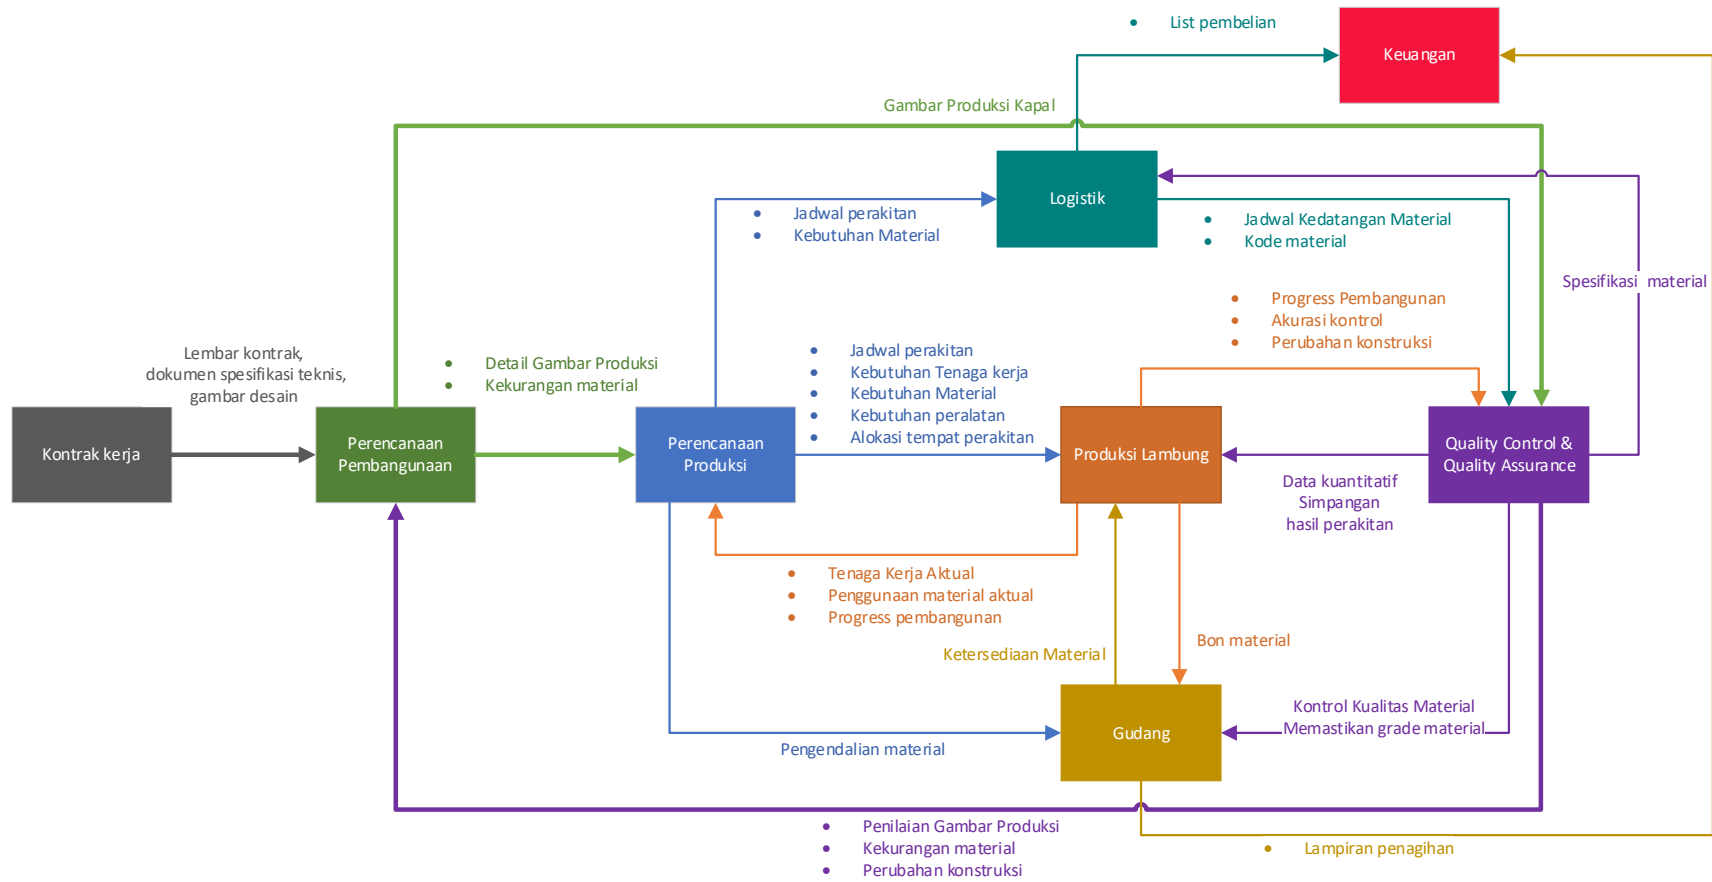 • List pembelian
Keuangan
Gambar Produksi Kapal
Logistik
• Jadwal perakitan
• Kebutuhan Material
• Jadwal Kedatangan Material
• Kode material
Spesifikasi material
• Progress Pembangunan
• Akurasi kontrol
• Perubahan konstruksi
Lembar kontrak,
dokumen spesifikasi teknis,
gambar desain
• Detail Gambar Produksi
• Kekurangan material
• Jadwal perakitan
• Kebutuhan Tenaga kerja
• Kebutuhan Material
• Kebutuhan peralatan
• Alokasi tempat perakitan
Kontrak kerja
Perencanaan
Pembangunaan
Perencanaan
Produksi
Produksi Lambung
Quality Control &
Quality Assurance
Data kuantitatif
Simpangan
hasil perakitan
• Tenaga Kerja Aktual
• Penggunaan material aktual
• Progress pembangunan
Ketersediaan Material
Bon material
Kontrol Kualitas Material
Memastikan grade material
Gudang
Pengendalian material
• Penilaian Gambar Produksi
• Kekurangan material
• Perubahan konstruksi
• Lampiran penagihan